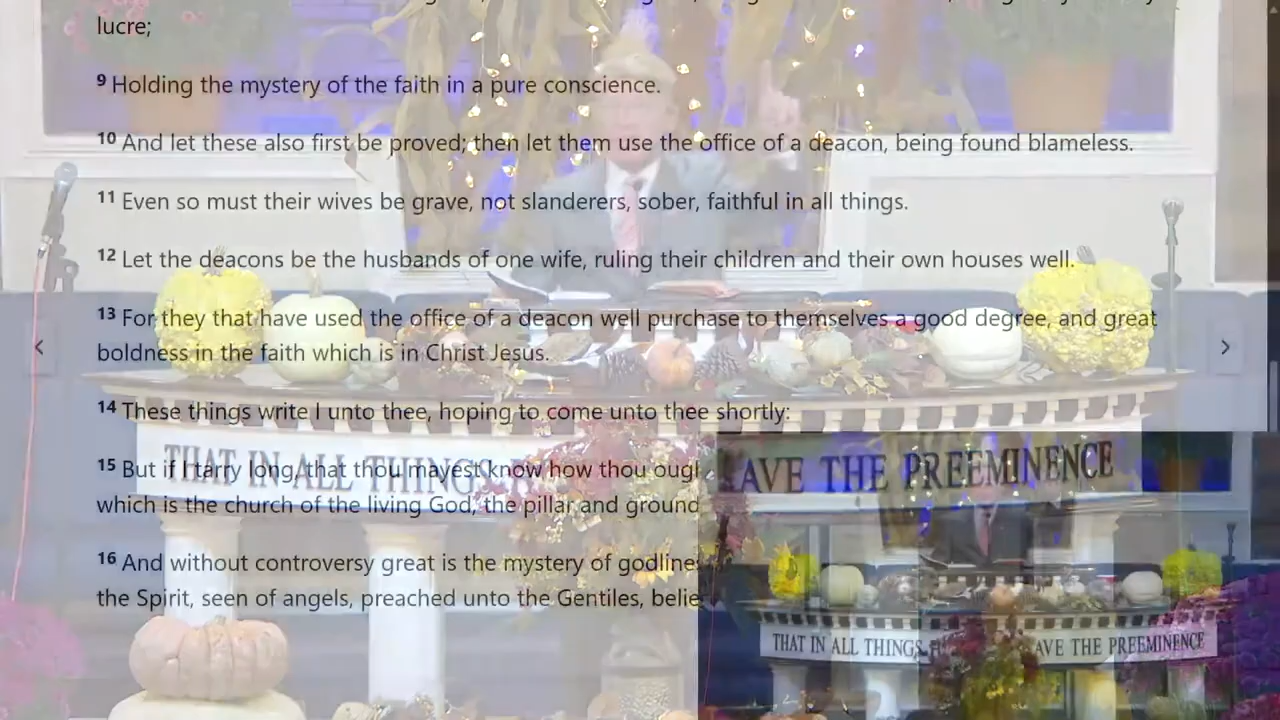 lucre;
9 Holding the mystery of the faith in a pure conscience.
10 And let these also first be proved; then let them use the office of a deacon, being found blameless.
11 Even so must their wives be grave, not slanderers, sober, faithful in all things.
12 Let the deacons be the husbands of one wife, ruling their children and their own houses well.
13 For they that have used the office of a deacon well purchase to themselves a good degree, and great
boldness in the faith which is in Christ Jesus.
14 These things write I unto thee, hoping to come unto thee shortly:
THAT IN ALL THINGS AVE THE PREEMINENCE
15 But if I tarry long, that thou mayest know how thou
which is the church of the living God, the pillar and ground
16 And without controversy great is the mystery of
the Spirit, seen of angels, preached unto the Gentiles,
THAT IN ALL THINGS AVE THE PREEMINENCE